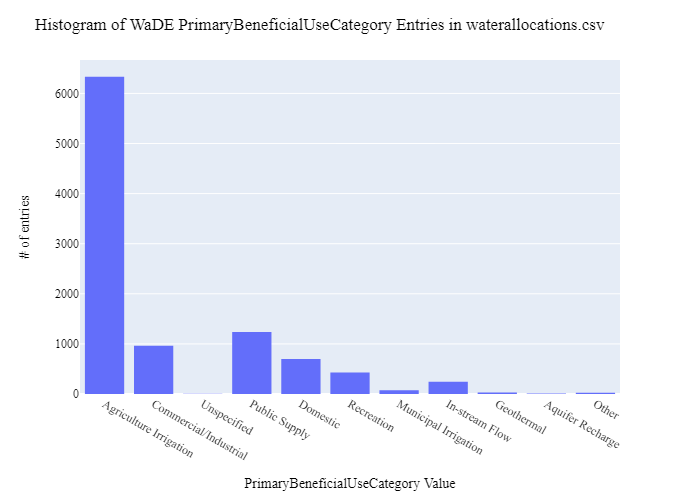 Histogram of WaDE PrimaryBeneficialUseCategory Entries in waterallocations.csv
6000
5000
4000
3000
2000
1000
0
# of entries
Agriculture Irrigation
Commercial/Industrial
Unspecified
Public Supply
Domestic
Recreation
Municipal Irrigation
In-stream Flow
Geothermal
Aquifer Recharge
Other
PrimaryBeneficialUseCategory Value